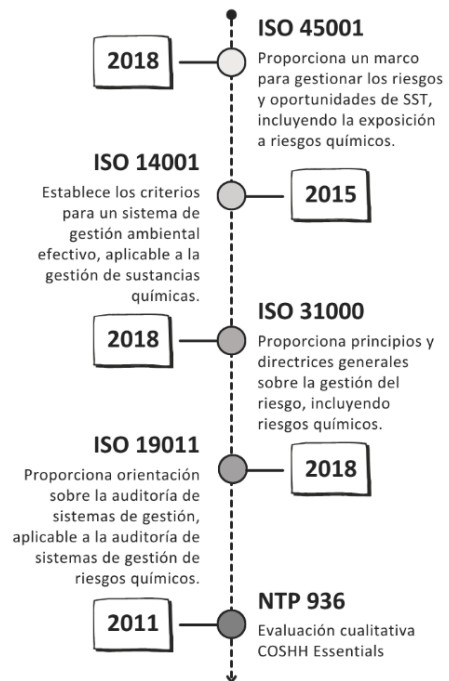 ISO 45001
2018
Proporciona un marco
para gestionar los riesgos
y oportunidades de SST,
incluyendo la exposición
a riesgos químicos.
ISO 14001
2015
Establece los criterios
para un sistema de
gestión ambiental
efectivo, aplicable a la
gestión de sustancias
químicas.
ISO 31000
2018
Proporciona principios y
directrices generales
sobre la gestión del
riesgo, incluyendo
riesgos químicos.
ISO 19011
2018
Proporciona orientación
sobre la auditoría de
sistemas de gestión,
aplicable a la auditoría de
sistemas de gestión de
riesgos químicos.
NTP 936
2011
Evaluación cualitativa
COSHH Essentials